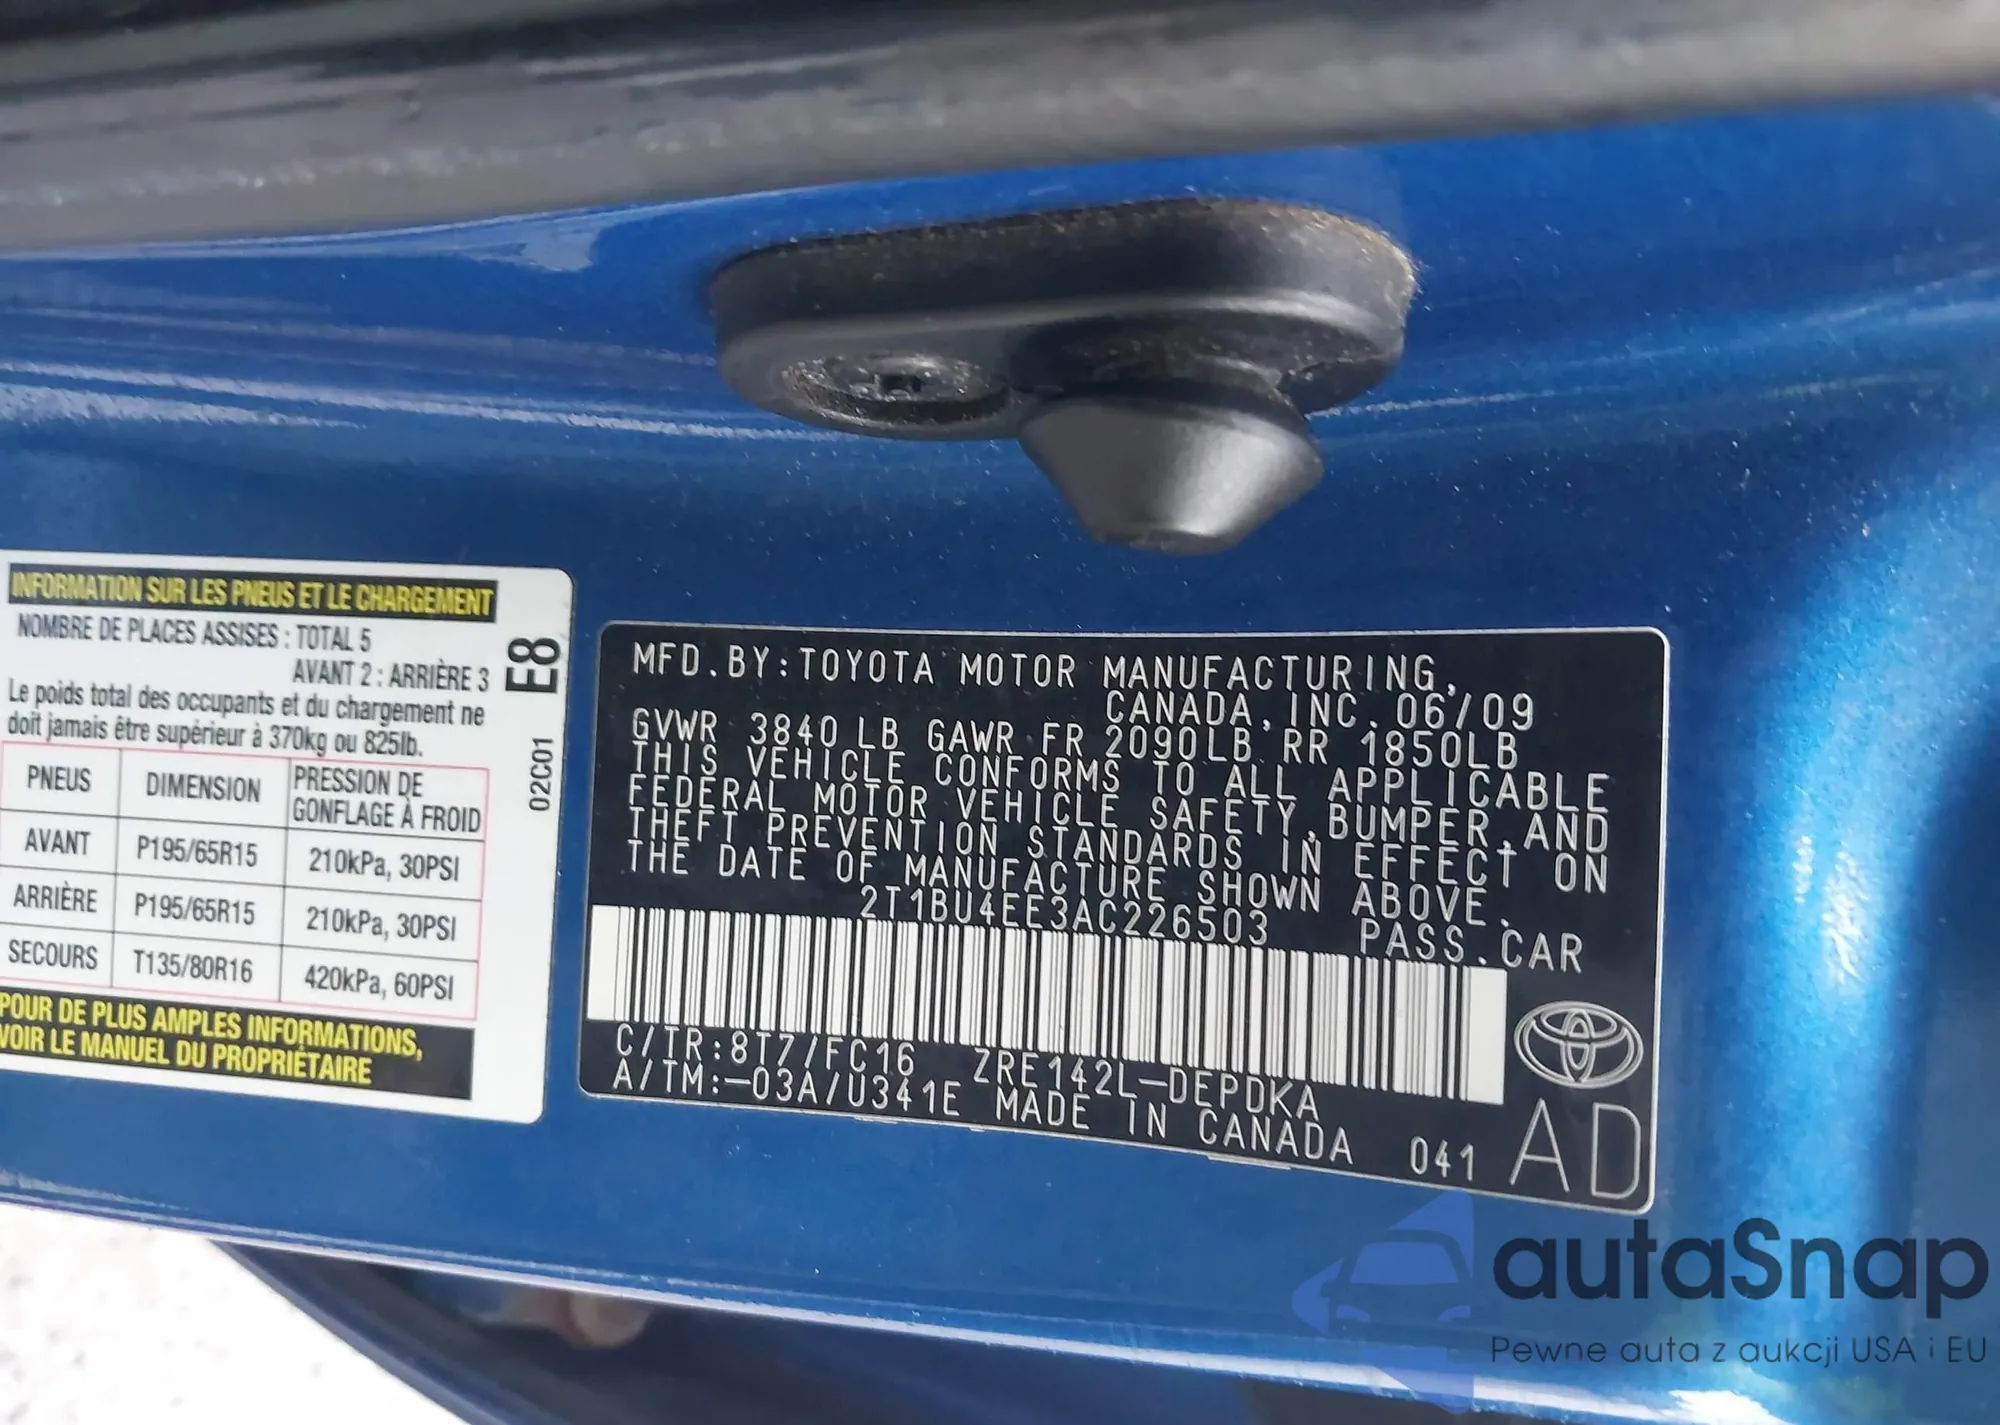 INFORMATION SUR LES PNEUS ET LE CHARGEMENT
NOMBRE DE PLACES ASSISES : TOTAL 5
AVANT 2 : ARRIÈRE 3
Le poids total des occupants et du chargement ne
doit jamais être supérieur à 370kg ou 825lb.
PNEUS DIMENSION PRESSION DE GONFLAGE À FROID
AVANT P195/65R15 210kPa, 30PSI
ARRIÈRE P195/65R15 210kPa, 30PSI
SECOURS T135/80R16 420kPa, 60PSI
POUR DE PLUS AMPLES INFORMATIONS,
VOIR LE MANUEL DU PROPRIÉTAIRE
E8
02C01
MFD.BY:TOYOTA MOTOR MANUFACTURING,
CANADA, INC. 06/09
GVWR 3840 LB GAWR FR 2090LB RR 1850LB
THIS VEHICLE CONFORMS TO ALL APPLICABLE
FEDERAL MOTOR VEHICLE SAFETY,BUMPER,AND
THEFT PREVENTION STANDARDS IN EFFECT ON
THE DATE OF MANUFACTURE SHOWN ABOVE.
2T1BU4EE3AC226503 PASS.CAR
C/TR:8T7/FC16 ZRE142L-DEPDKA
A/TM:-03A/U341E MADE IN CANADA 041
AD
autaSnap
Pewne auta z aukcji USA i EU